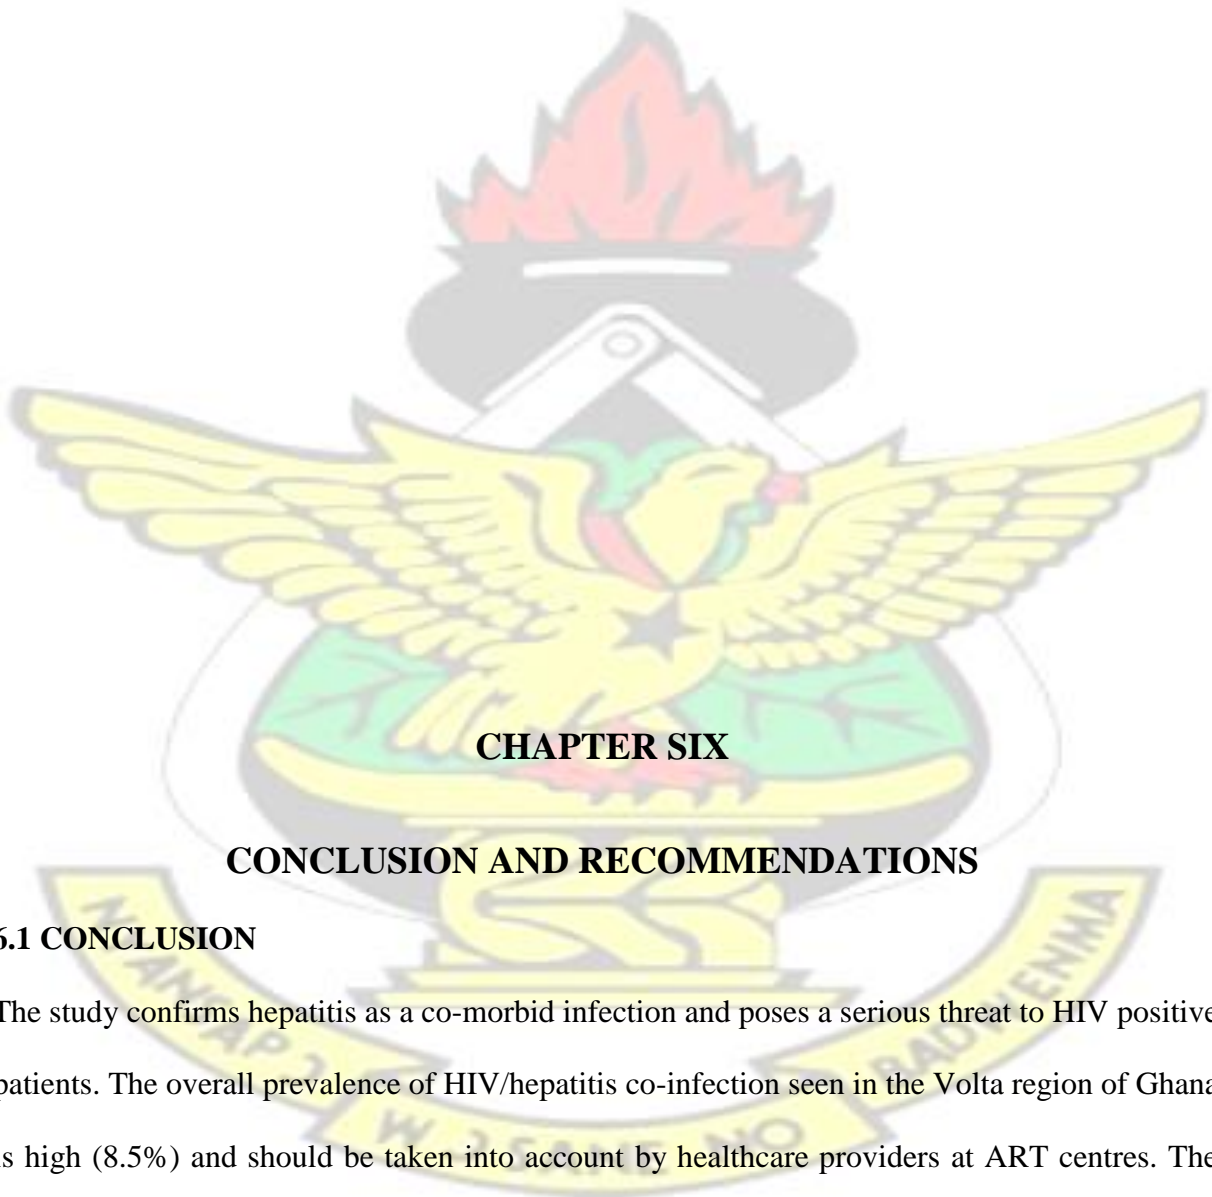 CHAPTER SIX
CONCLUSION AND RECOMMENDATIONS
6.1 CONCLUSION
The study confirms hepatitis as a co-morbid infection and poses a serious threat to HIV positive
patients. The overall prevalence of HIV/hepatitis co-infection seen in the Volta region of Ghana
is high (8.5%) and should be taken into account by healthcare providers at ART centres. The
W J SANE NO